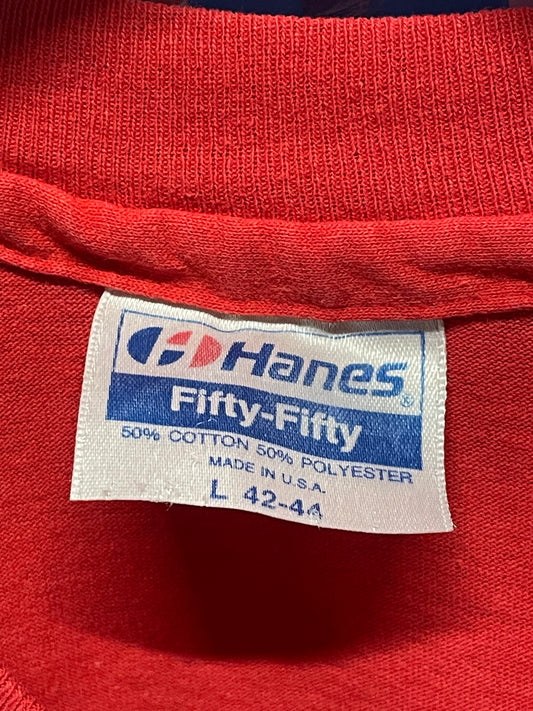 Hanes®
Fifty-Fifty
50% COTTON 50% POLYESTER
MADE IN U.S.A.
L 42-44